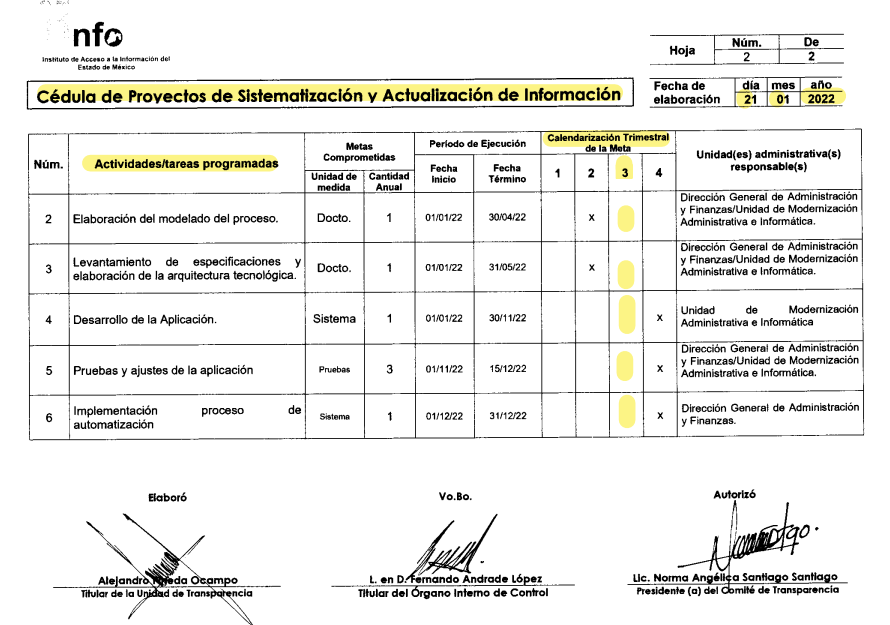 nfo
Instituto de Acceso a la Información del
Estado de México
Hoja
Núm.
De
2
2
Cédula de Proyectos de Sistematización y Actualización de Información
Fecha de
elaboración
día
mes
año
21
01
2022
Núm.
Actividades/tareas programadas
Metas
Comprometidas
Período de Ejecución
Calendarización Trimestral
de la Meta
Unidad(es) administrativa(s)
responsable(s)
Unidad de
medida
Cantidad
Anual
Fecha
Inicio
Fecha
Término
1
2
3
4
2
Elaboración del modelado del proceso.
Docto.
1
01/01/22
30/04/22
x
Dirección General de Administración
y Finanzas/Unidad de Modernización
Administrativa e Informática.
3
Levantamiento de especificaciones y
elaboración de la arquitectura tecnológica.
Docto.
1
01/01/22
31/05/22
x
Dirección General de Administración
y Finanzas/Unidad de Modernización
Administrativa e Informática.
4
Desarrollo de la Aplicación.
Sistema
1
01/01/22
30/11/22
x
Unidad de Modernización
Administrativa e Informática
5
Pruebas y ajustes de la aplicación
Pruebas
3
01/11/22
15/12/22
x
Dirección General de Administración
y Finanzas/Unidad de Modernización
Administrativa e Informática.
6
Implementación proceso de
automatización
Sistema
1
01/12/22
31/12/22
x
Dirección General de Administración
y Finanzas.
Elaboró
Vo.Bo.
Autorizó
Alejandro Ocampo
Titular de la Unidad de Transparencia
L. en D. Fernando Andrade López
Titular del Órgano Interno de Control
Lic. Norma Angélica Santiago Santiago
Presidente (a) del Comité de Transparencia